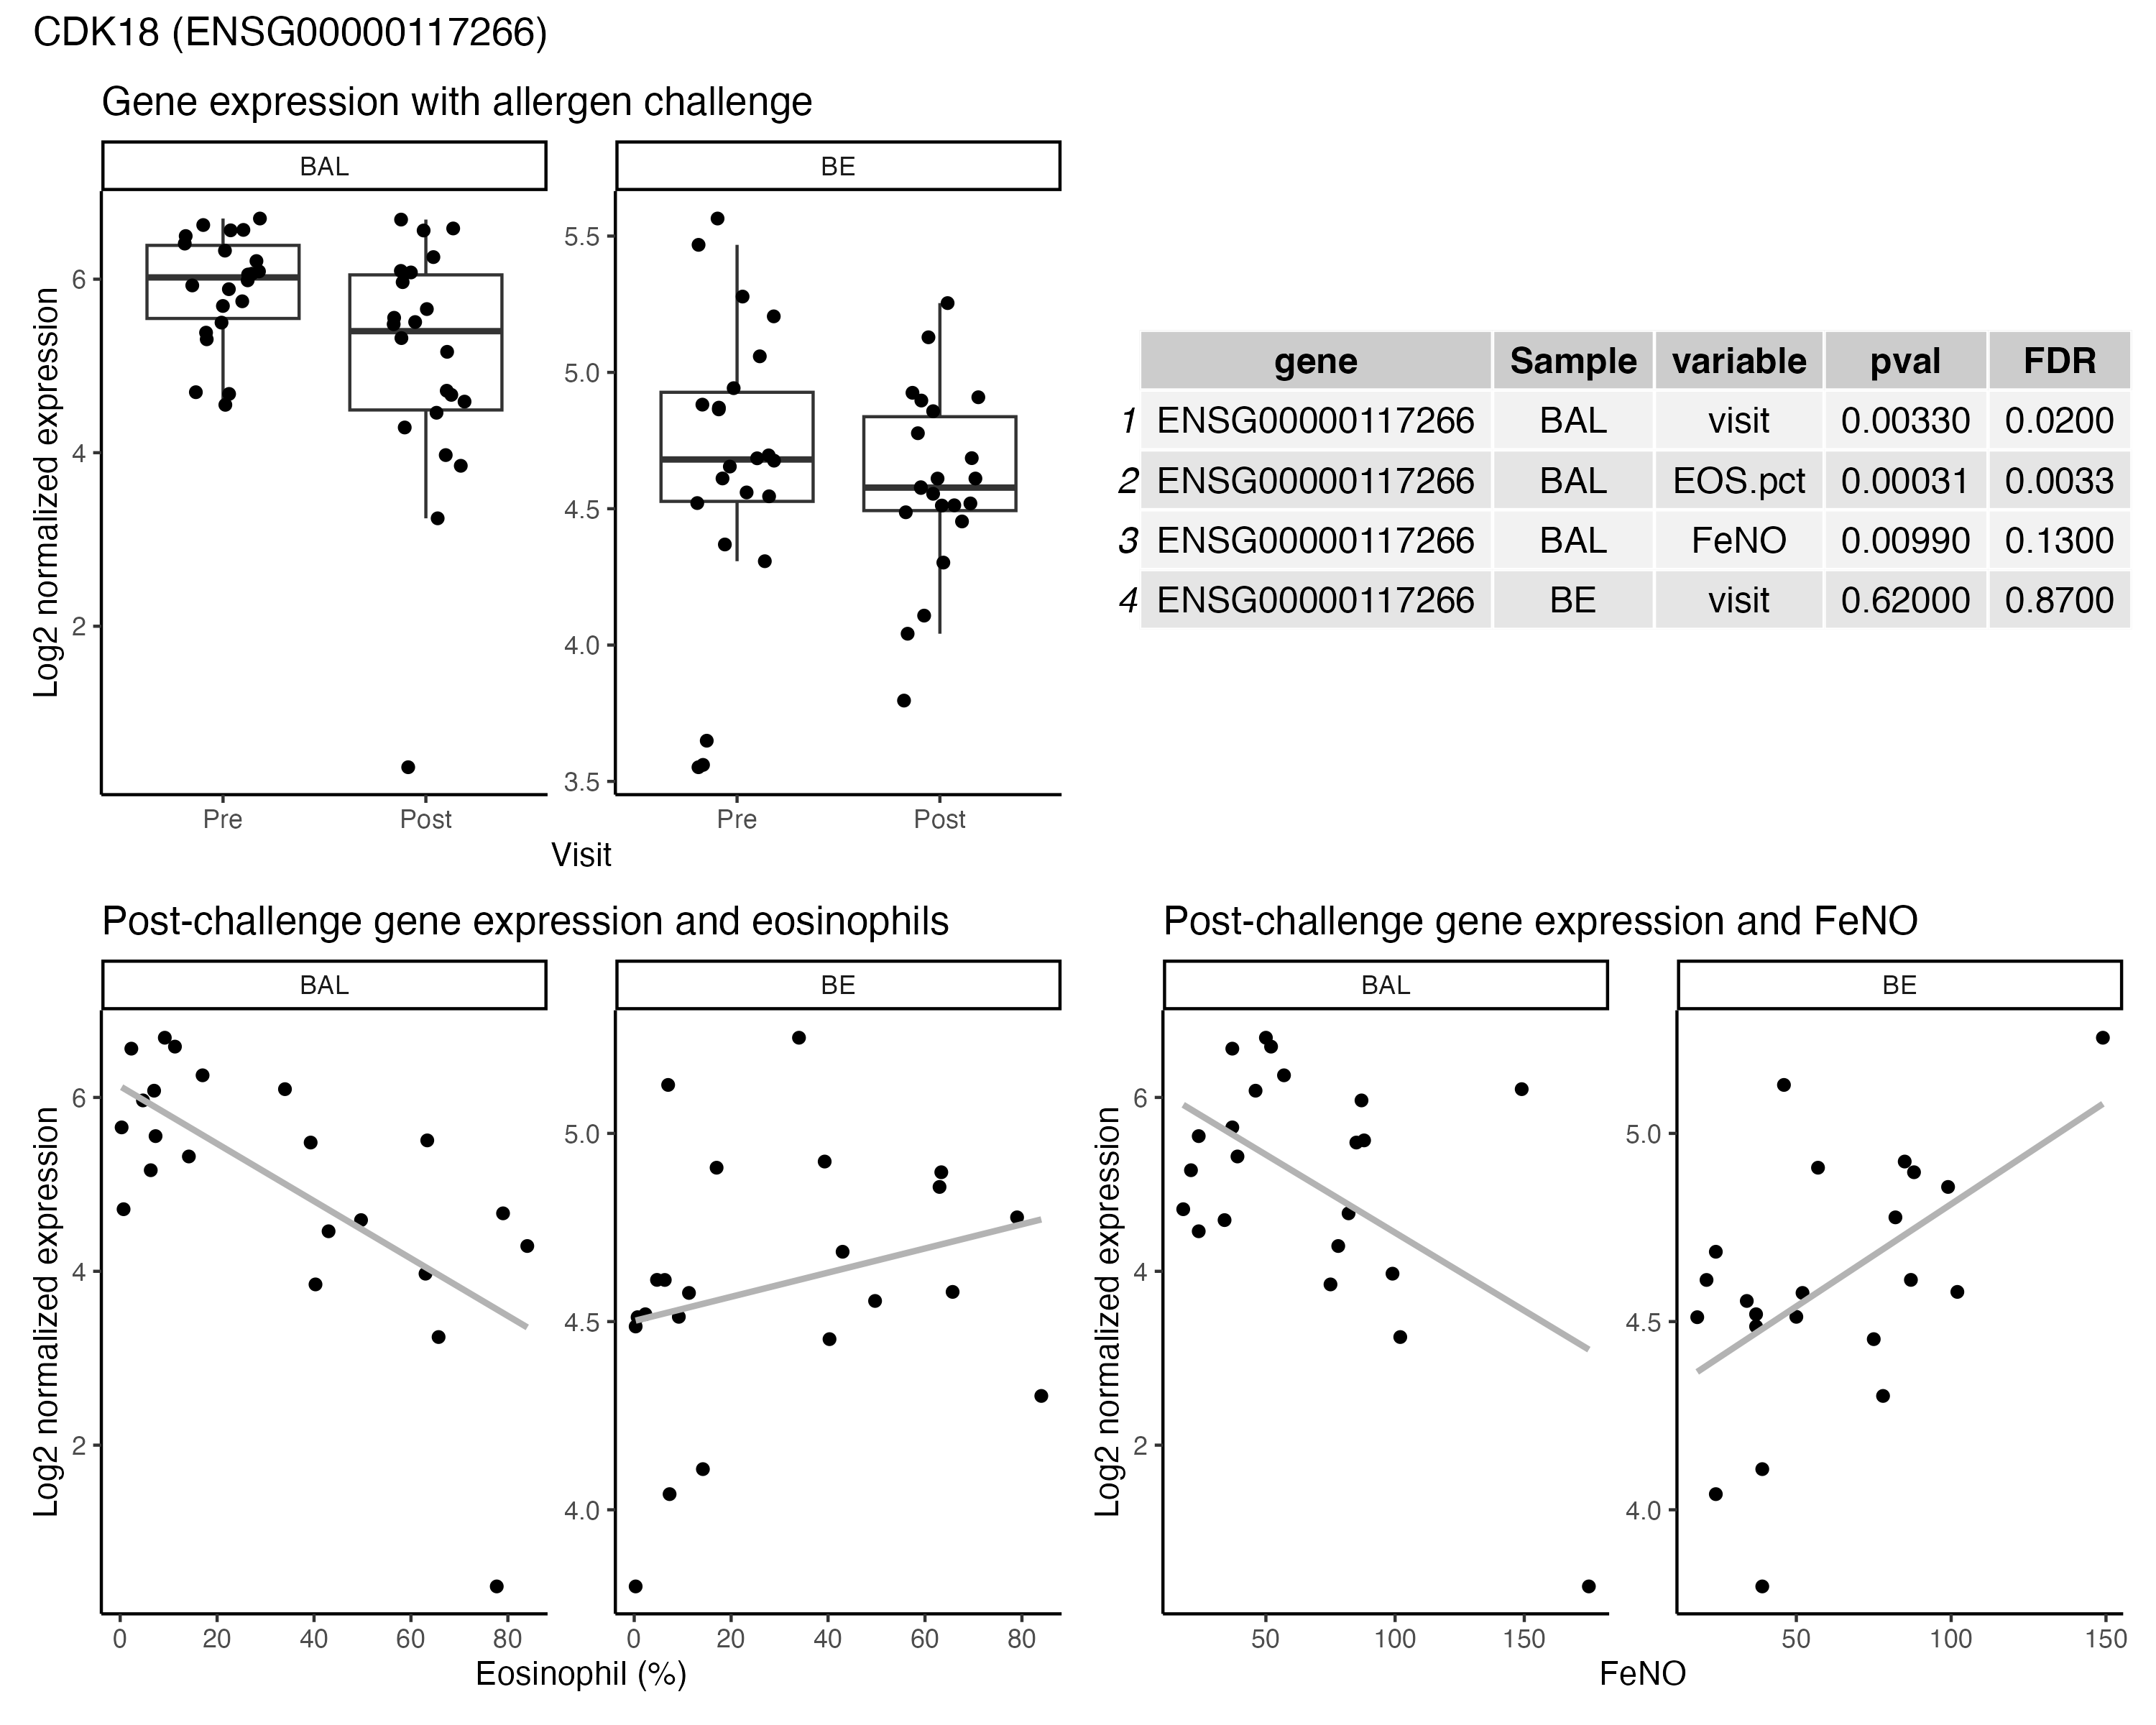 CDK18 (ENSG00000117266)
Gene expression with allergen challenge
BAL
BE
Log2 normalized expression
6
4
2
5.5
5.0
4.5
4.0
3.5
Pre
Post
Pre
Post
Visit
gene Sample variable pval FDR
1 ENSG00000117266 BAL visit 0.00330 0.0200
2 ENSG00000117266 BAL EOS.pct 0.00031 0.0033
3 ENSG00000117266 BAL FeNO 0.00990 0.1300
4 ENSG00000117266 BE visit 0.62000 0.8700
Post-challenge gene expression and eosinophils
BAL
BE
Log2 normalized expression
6
4
2
5.0
4.5
4.0
0 20 40 60 80
0 20 40 60 80
Eosinophil (%)
Post-challenge gene expression and FeNO
BAL
BE
Log2 normalized expression
6
4
2
5.0
4.5
4.0
50 100 150
50 100 150
FeNO